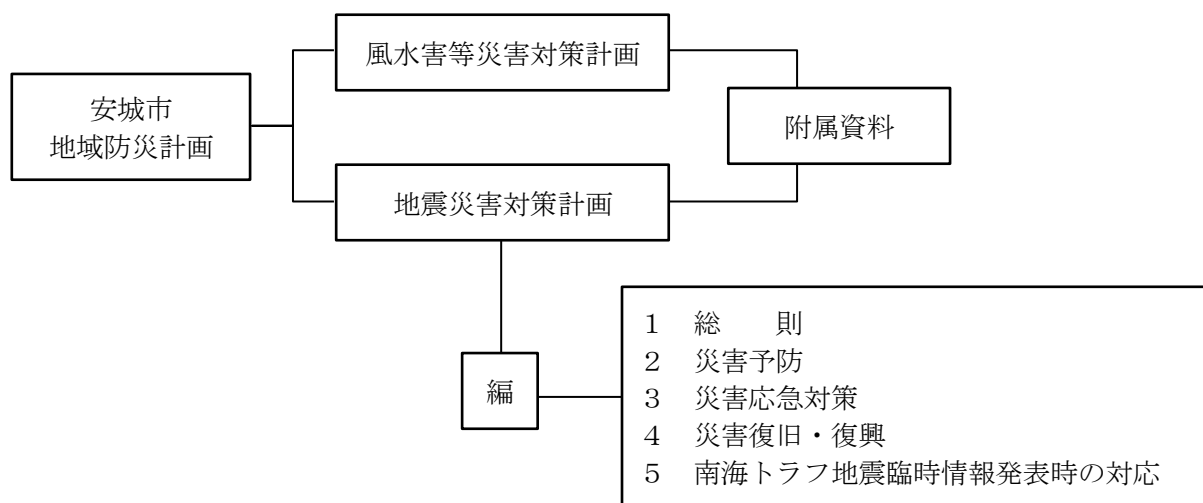 安城市
地域防災計画
風水害等災害対策計画
地震災害対策計画
附属資料
編
1 総　　則
2 災害予防
3 災害応急対策
4 災害復旧・復興
5 南海トラフ地震臨時情報発表時の対応